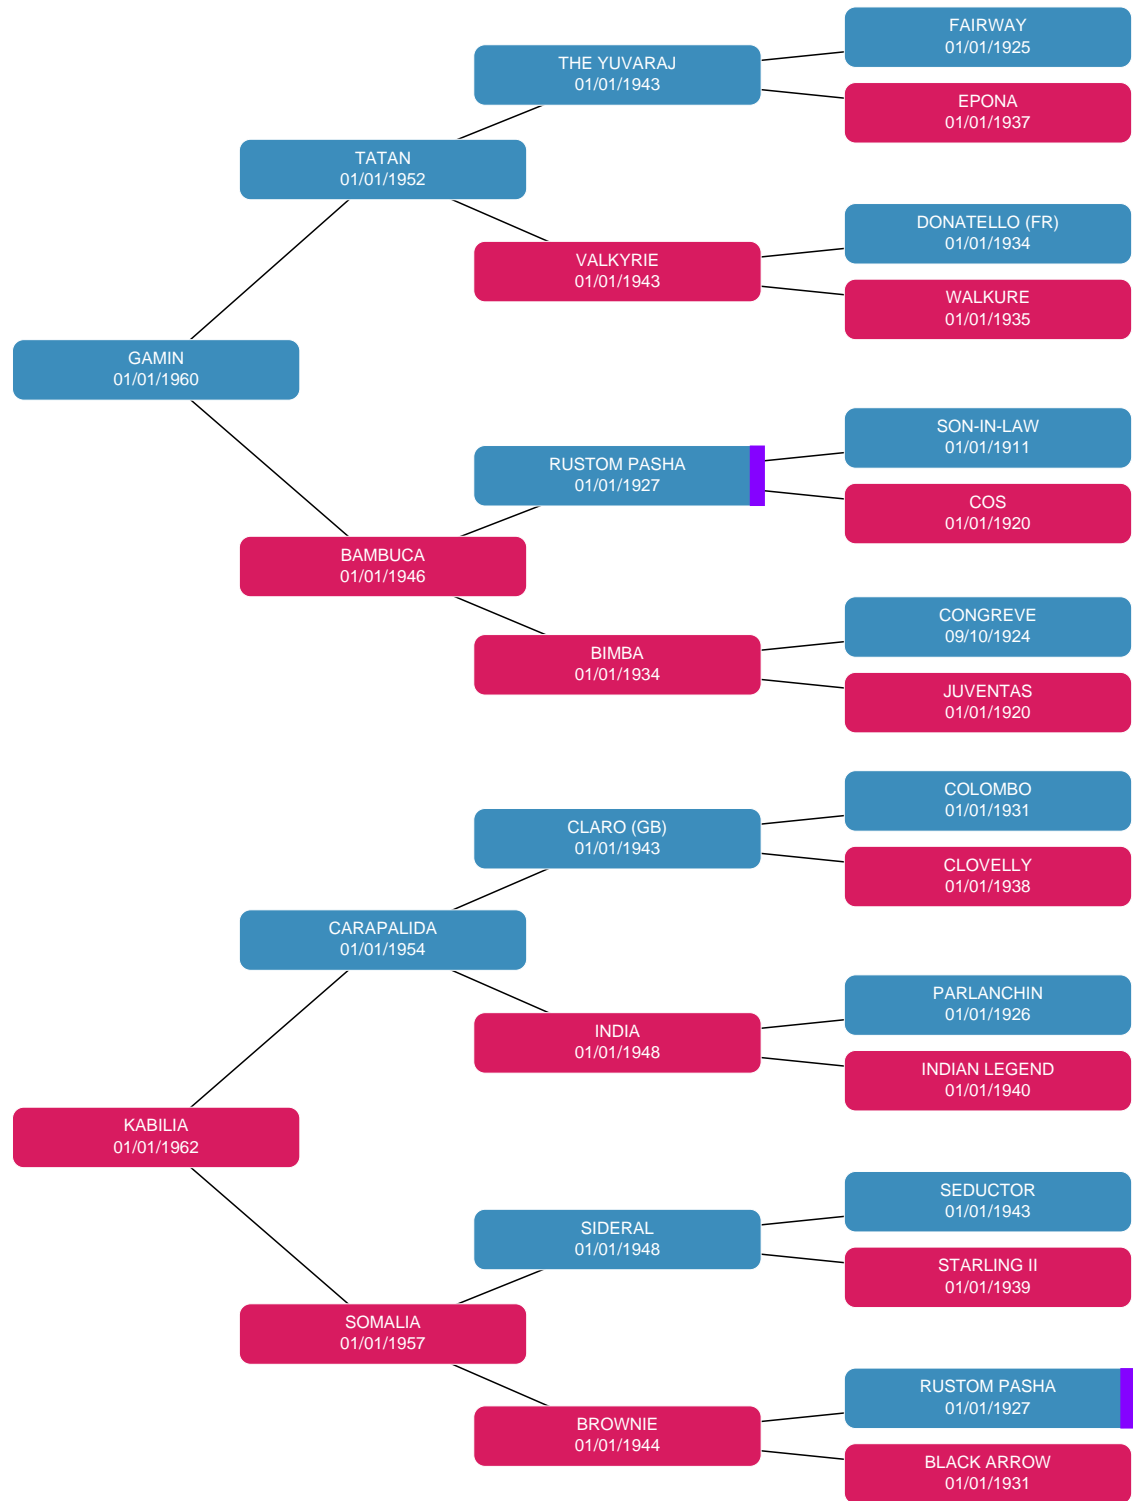 FAIRWAY
01/01/1925
THE YUVARAJ
01/01/1943
EPONA
01/01/1937
TATAN
01/01/1952
DONATELLO (FR)
01/01/1934
VALKYRIE
01/01/1943
WALKURE
01/01/1935
GAMIN
01/01/1960
SON-IN-LAW
01/01/1911
RUSTOM PASHA
01/01/1927
COS
01/01/1920
BAMBUCA
01/01/1946
CONGREVE
09/10/1924
BIMBA
01/01/1934
JUVENTAS
01/01/1920
COLOMBO
01/01/1931
CLARO (GB)
01/01/1943
CLOVELLY
01/01/1938
CARAPALIDA
01/01/1954
PARLANCHIN
01/01/1926
INDIA
01/01/1948
INDIAN LEGEND
01/01/1940
KABILIA
01/01/1962
SEDUCTOR
01/01/1943
SIDERAL
01/01/1948
STARLING II
01/01/1939
SOMALIA
01/01/1957
RUSTOM PASHA
01/01/1927
BROWNIE
01/01/1944
BLACK ARROW
01/01/1931